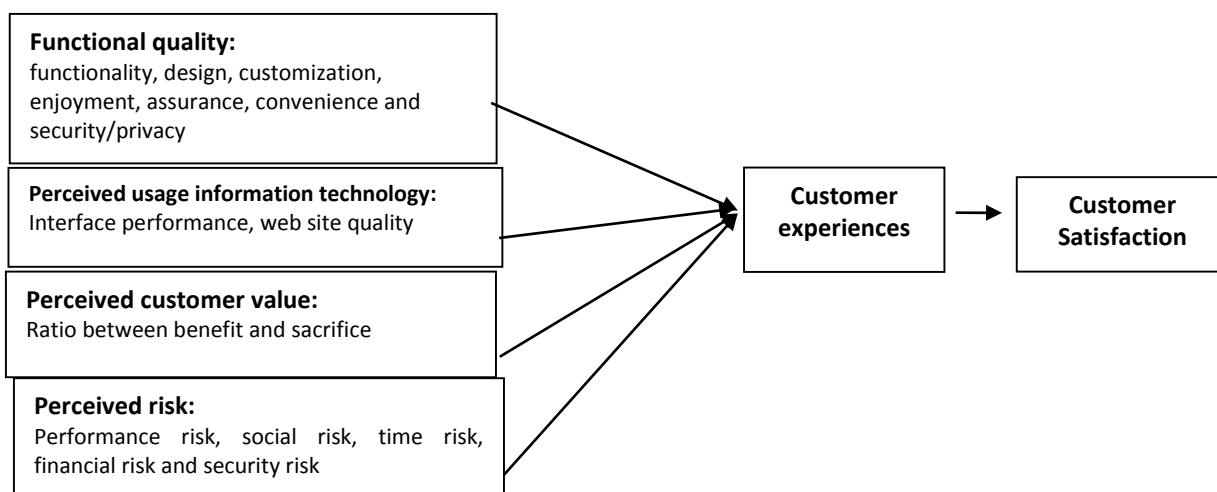 Functional quality:
functionality, design, customization,
enjoyment, assurance, convenience and
security/privacy
Perceived usage information technology:
Interface performance, web site quality
Perceived customer value:
Ratio between benefit and sacrifice
Perceived risk:
Performance risk, social risk, time risk,
financial risk and security risk
Customer
experiences
Customer
Satisfaction